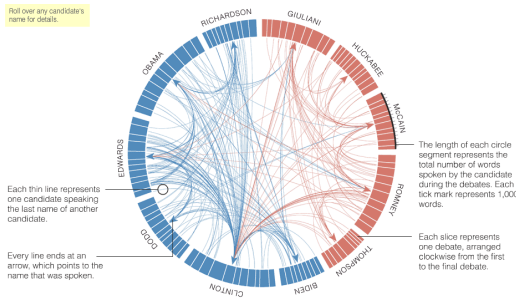 Roll over any candidate's
name for details.
RICHARDSON
GIULIANI
HUCKABEE
McCAIN
ROMNEY
THOMPSON
BIDEN
CLINTON
DODD
EDWARDS
OBAMA
Each thin line represents
one candidate speaking
the last name of another
candidate.
Every line ends at an
arrow, which points to the
name that was spoken.
The length of each circle
segment represents the
total number of words
spoken by the candidate
during the debates. Each
tick mark represents 1,00
words.
Each slice represents
one debate, arranged
clockwise from the first
to the final debate.